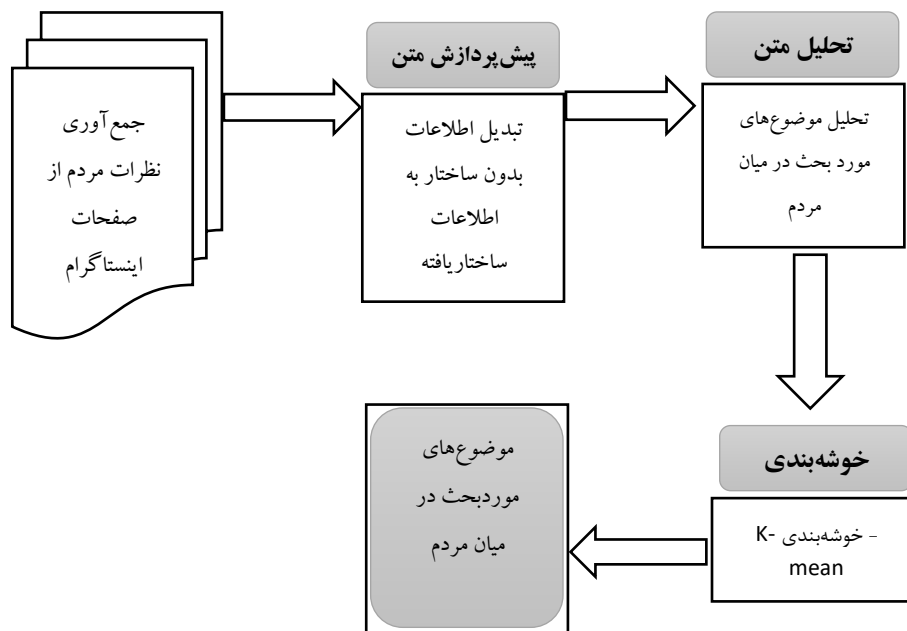 جمع‌آوری
نظرات مردم از
صفحات
اینستاگرام
پیش‌پردازش متن
تبدیل اطلاعات
بدون ساختار به
اطلاعات
ساختاریافته
تحلیل متن
تحلیل موضوع‌های
مورد بحث در میان
مردم
خوشه‌بندی
- خوشه‌بندی K-
mean
موضوع‌های
موردبحث در
میان مردم